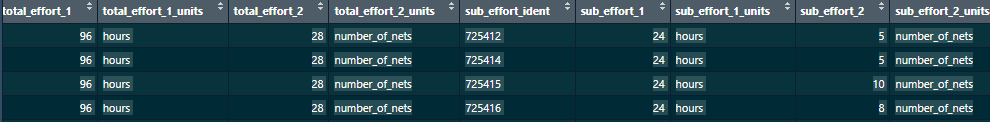 total_effort_1 total_effort_1_units total_effort_2 total_effort_2_units sub_effort_ident sub_effort_1 sub_effort_1_units sub_effort_2 sub_effort_2_units
96 hours 28 number_of_nets 725412 24 hours 5 number_of_nets
96 hours 28 number_of_nets 725414 24 hours 5 number_of_nets
96 hours 28 number_of_nets 725415 24 hours 10 number_of_nets
96 hours 28 number_of_nets 725416 24 hours 8 number_of_nets